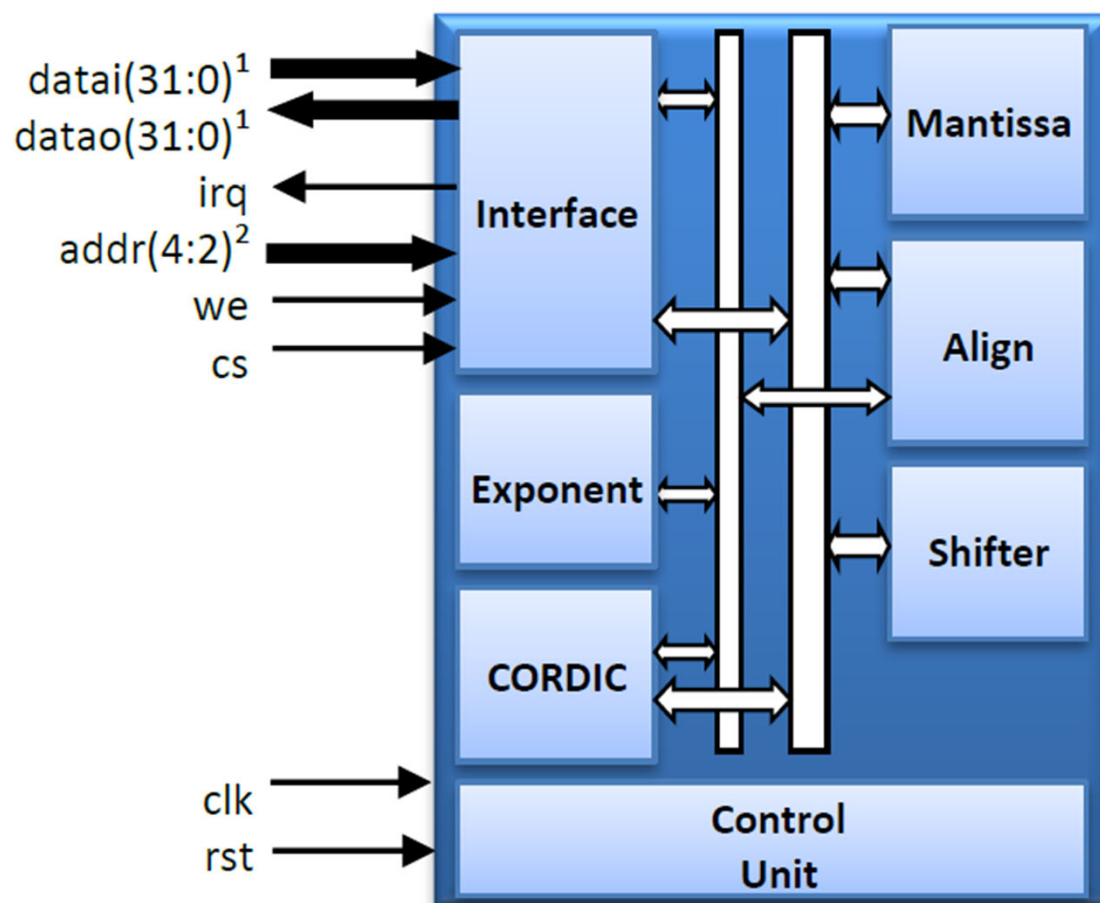 datai(31:0)¹
datao(31:0)¹
irq
addr(4:2)²
we
cs
clk
rst
Interface
Exponent
CORDIC
Mantissa
Align
Shifter
Control
Unit